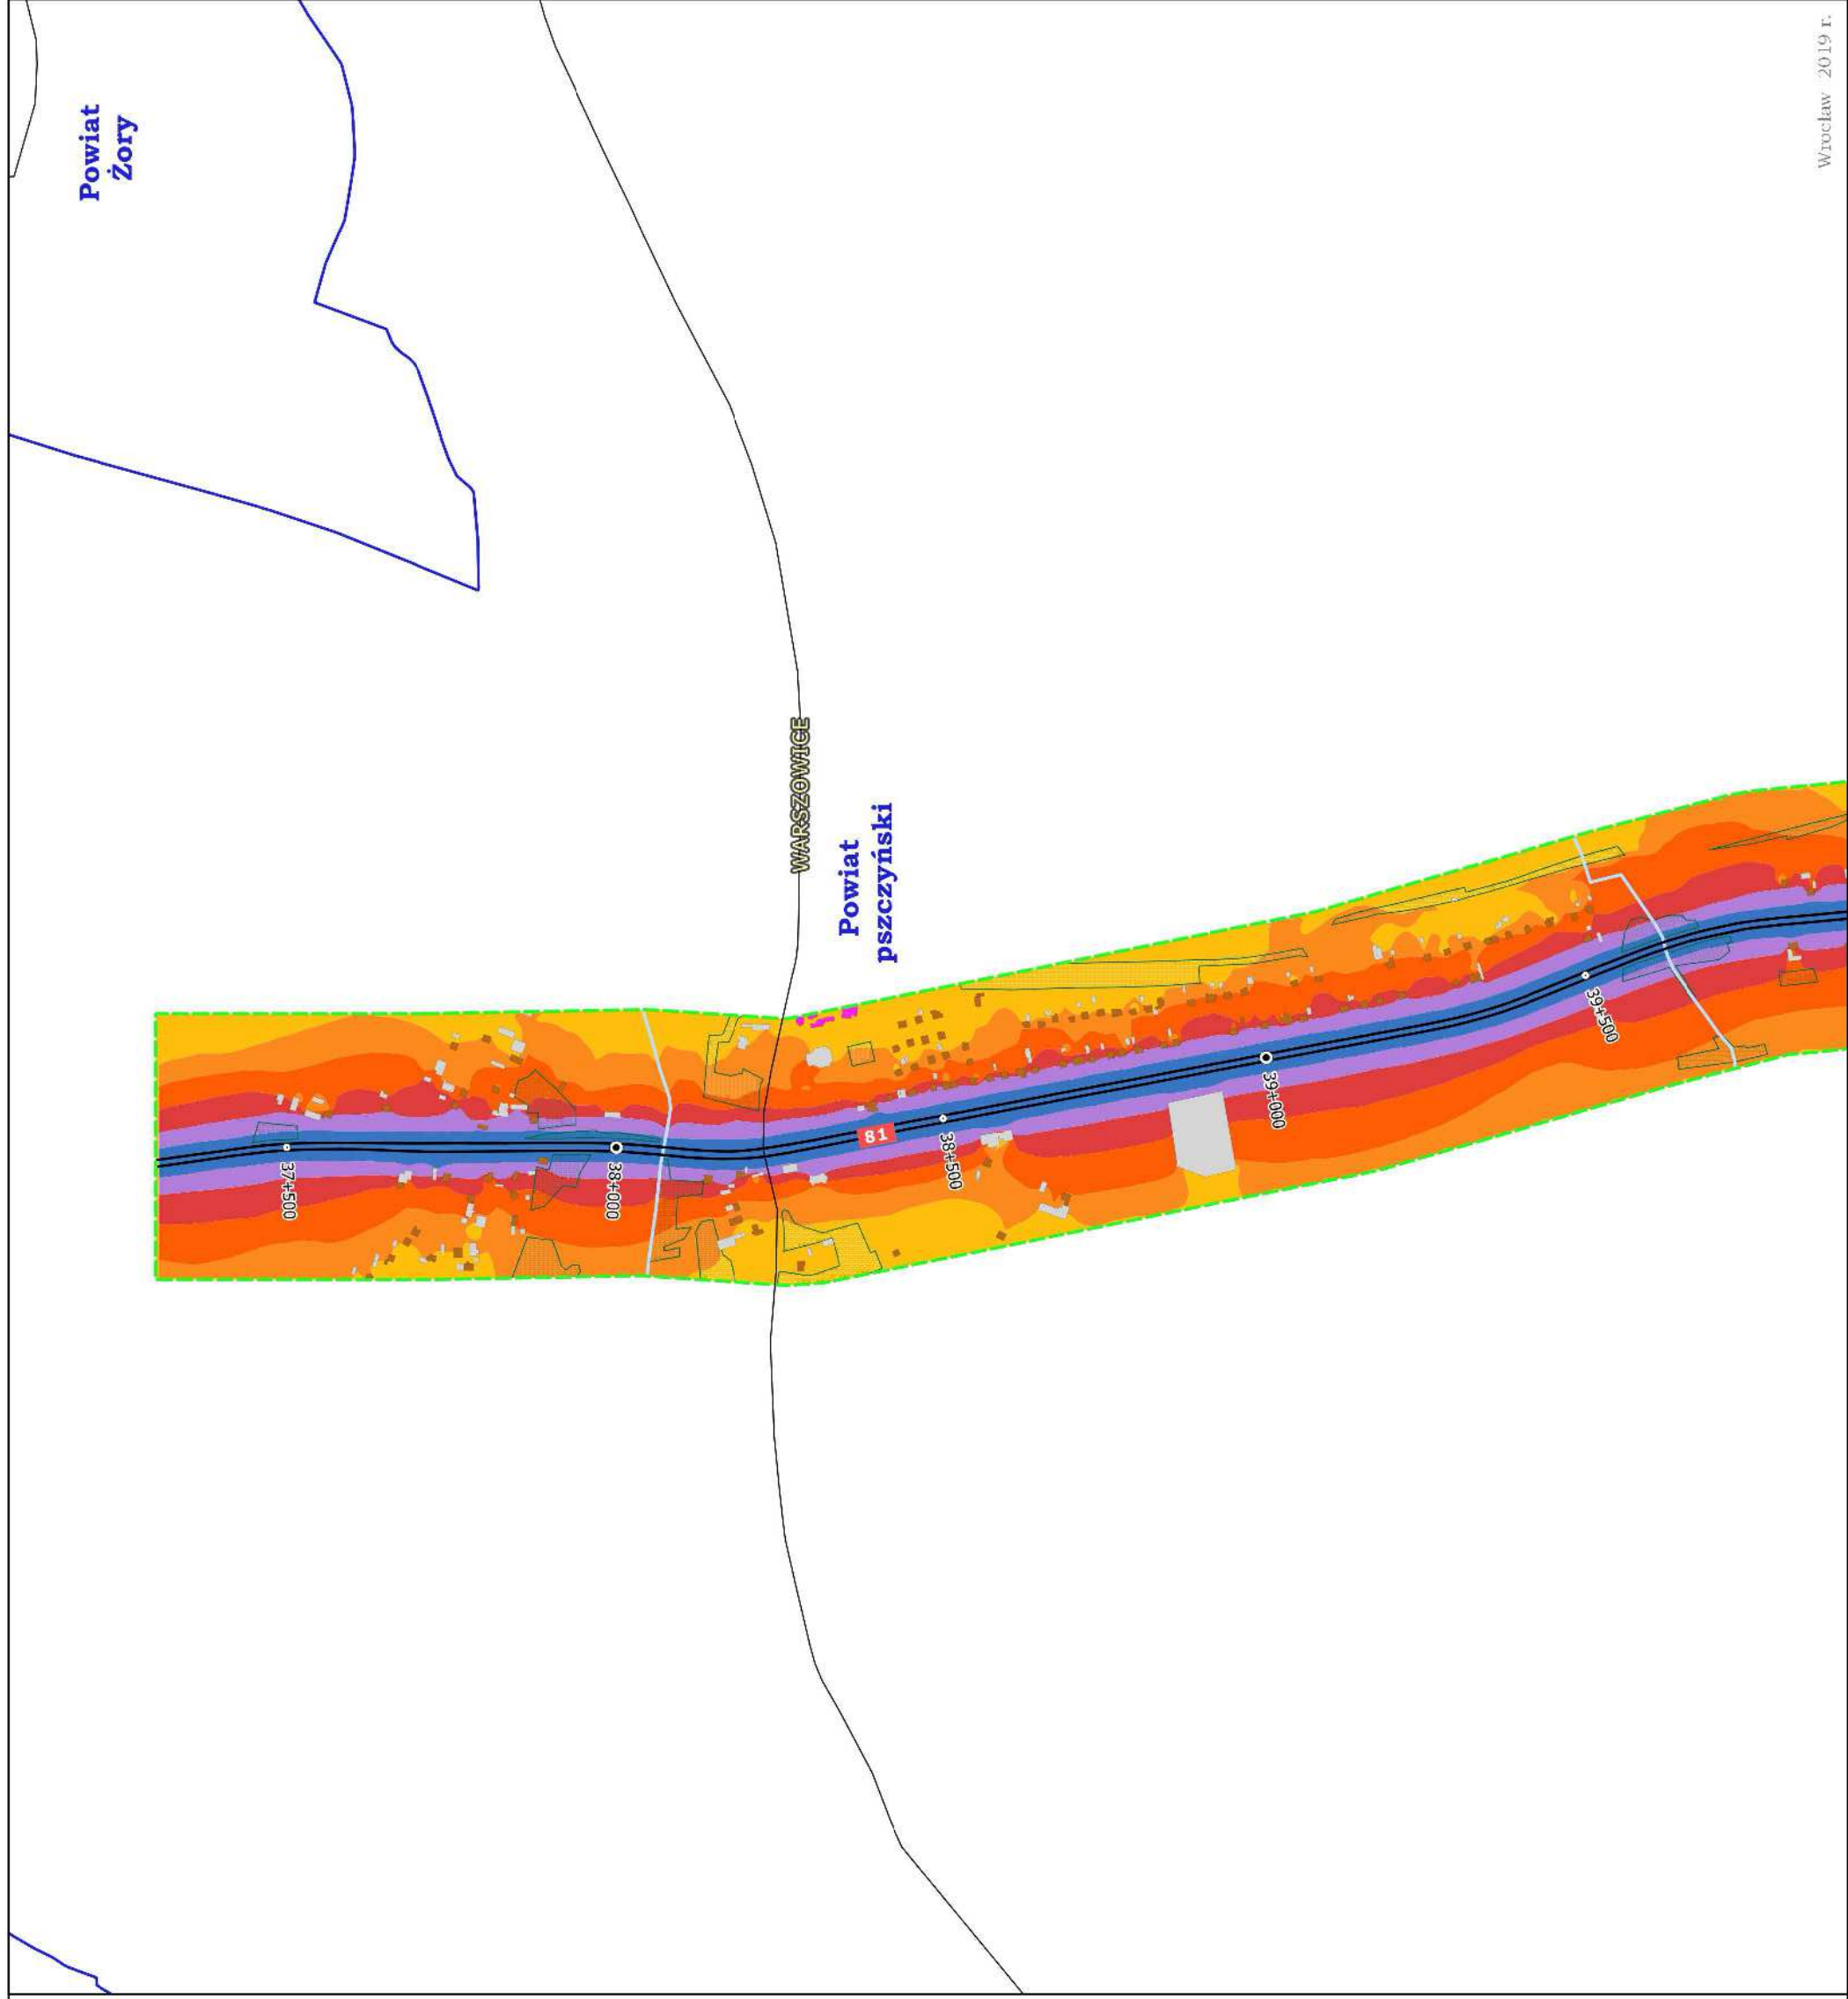 Powiat
Żory
WARSZOWICE
Powiat
pszczyński
37+500
38+000
81
38+500
39+000
39+500
Wrocław 2019 r.